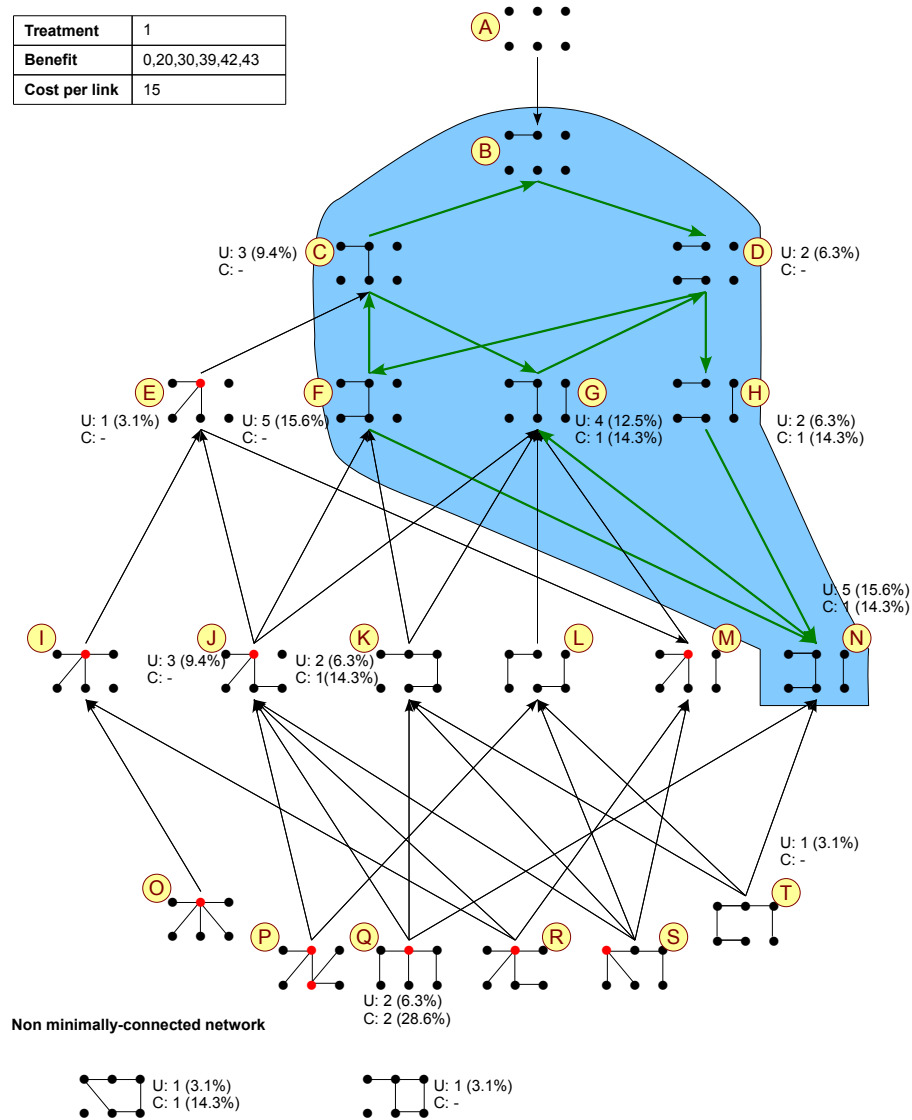 A
Treatment 1
Benefit 0,20,30,39,42,43
Cost per link 15
B
C
U: 3 (9.4%)
C: -
D
U: 2 (6.3%)
C: -
E
U: 1 (3.1%)
C: -
F
U: 5 (15.6%)
C: -
G
U: 4 (12.5%)
C: 1 (14.3%)
H
U: 2 (6.3%)
C: 1 (14.3%)
I
J
U: 3 (9.4%)
C: -
K
U: 2 (6.3%)
C: 1(14.3%)
L
M
N
U: 5 (15.6%)
C: 1 (14.3%)
O
P
Q
U: 2 (6.3%)
C: 2 (28.6%)
R
S
T
U: 1 (3.1%)
C: -
Non minimally-connected network
U: 1 (3.1%)
C: 1 (14.3%)
U: 1 (3.1%)
C: -